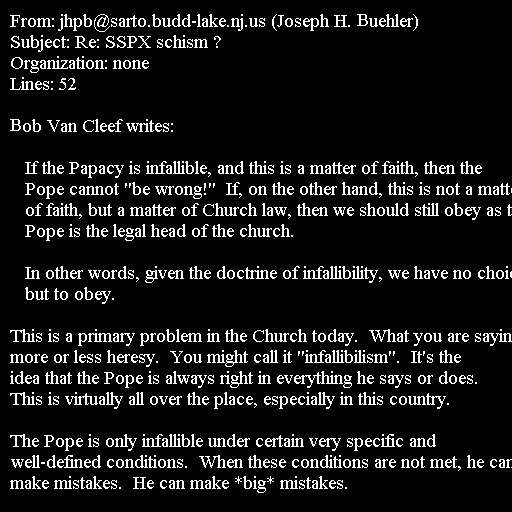 From: jhpb@sarto.budd-lake.nj.us (Joseph H. Buehler)
Subject: Re: SSPX schism ?
Organization: none
Lines: 52

Bob Van Cleef writes:

If the Papacy is infallible, and this is a matter of faith, then the
Pope cannot "be wrong!"  If, on the other hand, this is not a matt
of faith, but a matter of Church law, then we should still obey as t
Pope is the legal head of the church.

In other words, given the doctrine of infallibility, we have no choic
but to obey.

This is a primary problem in the Church today.  What you are sayin
more or less heresy.  You might call it "infallibilism".  It's the
idea that the Pope is always right in everything he says or does.
This is virtually all over the place, especially in this country.

The Pope is only infallible under certain very specific and
well-defined conditions.  When these conditions are not met, he can
make mistakes.  He can make *big* mistakes.